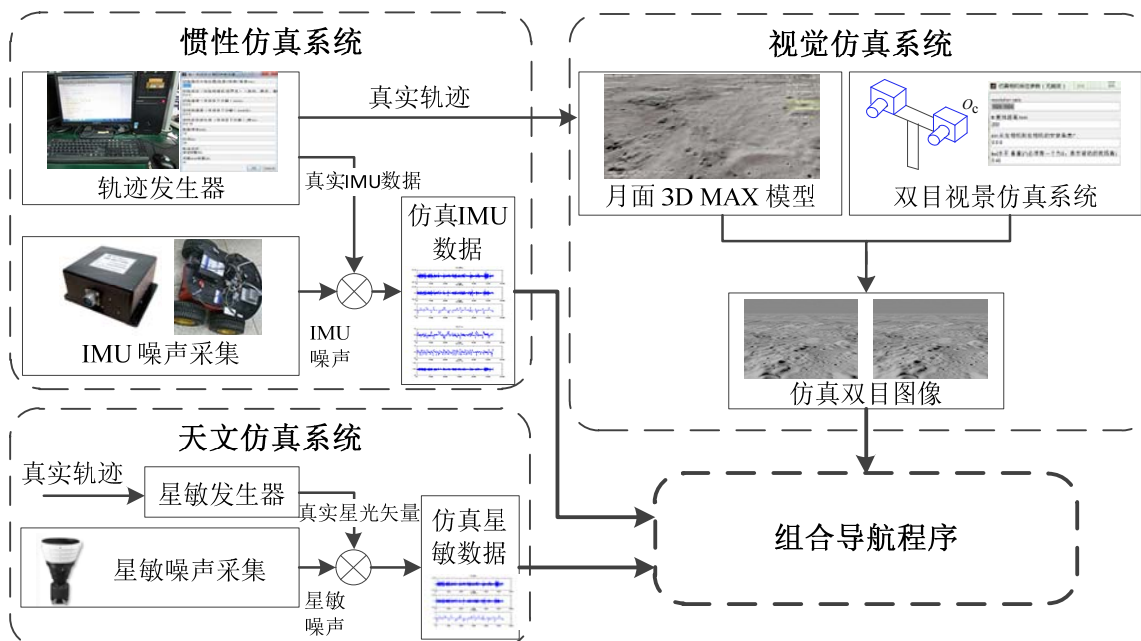 惯性仿真系统
轨迹发生器
真实轨迹
真实IMU数据
IMU 噪声采集
IMU
噪声
仿真IMU
数据
视觉仿真系统
月面 3D MAX 模型
Oc
双目视景仿真系统
仿真双目图像
天文仿真系统
真实轨迹
星敏发生器
真实星光矢量
星敏噪声采集
星敏
噪声
仿真星
敏数据
组合导航程序